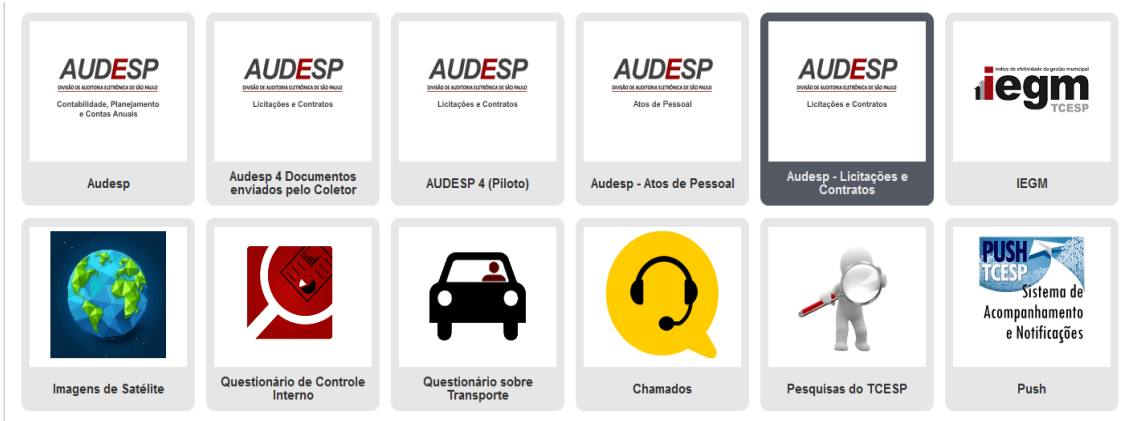 AUDESP
DIVISÃO DE AUDITORIA ELETRÔNICA DE SÃO PAULO
Contabilidade, Planejamento
e Contas Anuais
Audesp
AUDESP
DIVISÃO DE AUDITORIA ELETRÔNICA DE SÃO PAULO
Licitações e Contratos
Audesp 4 Documentos
enviados pelo Coletor
AUDESP
DIVISÃO DE AUDITORIA ELETRÔNICA DE SÃO PAULO
Licitações e Contratos
AUDESP 4 (Piloto)
AUDESP
DIVISÃO DE AUDITORIA ELETRÔNICA DE SÃO PAULO
Atos de Pessoal
Audesp - Atos de Pessoal
AUDESP
DIVISÃO DE AUDITORIA ELETRÔNICA DE SÃO PAULO
Licitações e Contratos
Audesp - Licitações e
Contratos
índice de efetividade da gestão municipal
iegm
TCESP
IEGM
Imagens de Satélite
Questionário de Controle
Interno
Questionário sobre
Transporte
Chamados
Pesquisas do TCESP
PUSH
TCESP
Sistema de
Acompanhamento
e Notificações
Push